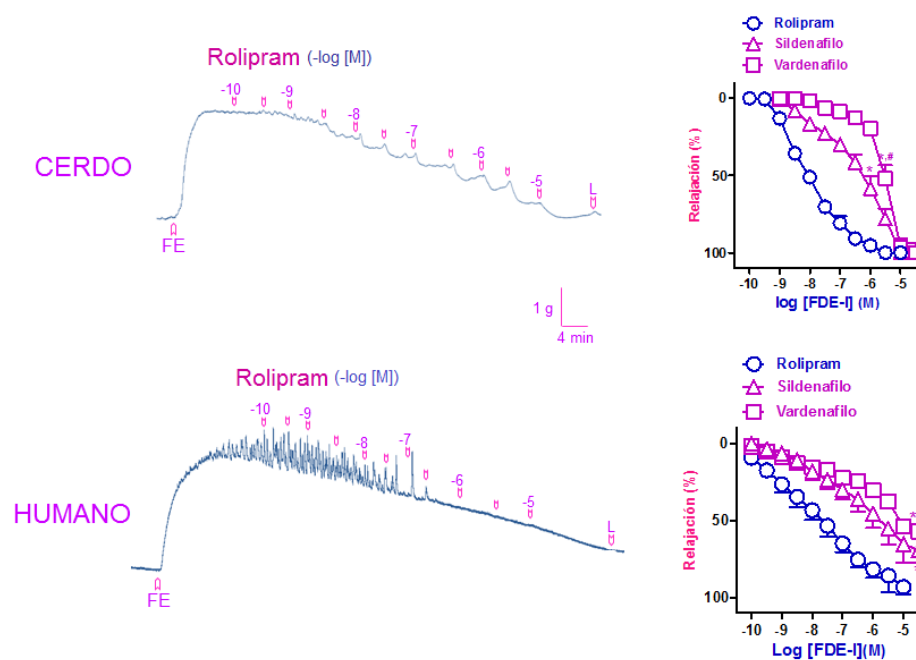 Rolipram (-log [M])
-10
-9
-8
-7
-6
-5
L
CERDO
FE
1 g
4 min
Rolipram
Sildenafilo
Vardenafilo
0
50
100
Relajación (%)
*
*,#
-10 -9 -8 -7 -6 -5
log [FDE-I] (M)
Rolipram (-log [M])
-10
-9
-8
-7
-6
-5
L
HUMANO
FE
Rolipram
Sildenafilo
Vardenafilo
0
50
100
Relajación (%)
*
*
-10 -9 -8 -7 -6 -5
Log [FDE-I](M)